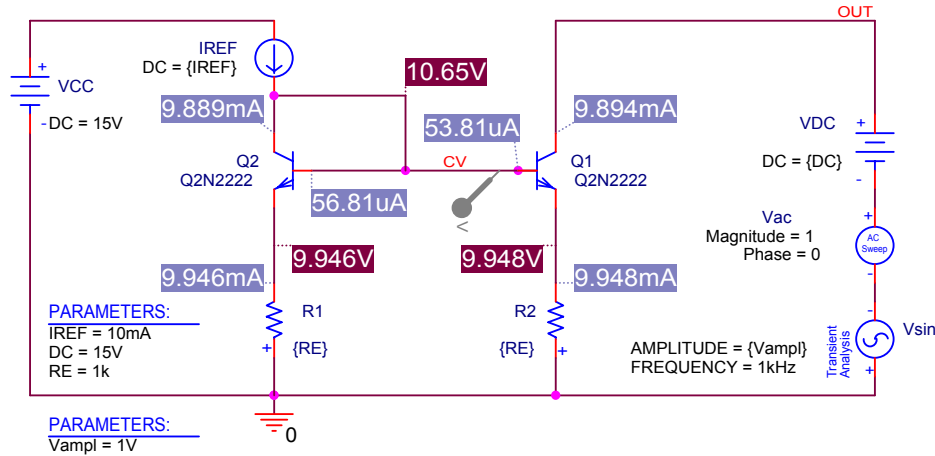 OUT
IREF
DC = {IREF}
10.65V
+
VCC
9.889mA
53.81uA
9.894mA
- DC = 15V
+
VDC
DC = {DC}
-
Q2
Q2N2222
CV
Q1
Q2N2222
56.81uA
V
Vac
Magnitude = 1
Phase = 0
+
AC
Sweep
-
9.946V
9.948V
9.946mA
9.948mA
PARAMETERS:
IREF = 10mA
DC = 15V
RE = 1k
R1
{RE}
+
R2
{RE}
+
AMPLITUDE = {Vampl}
FREQUENCY = 1kHz
Transient
Analysis
-
Vsin
+
0
PARAMETERS:
Vampl = 1V